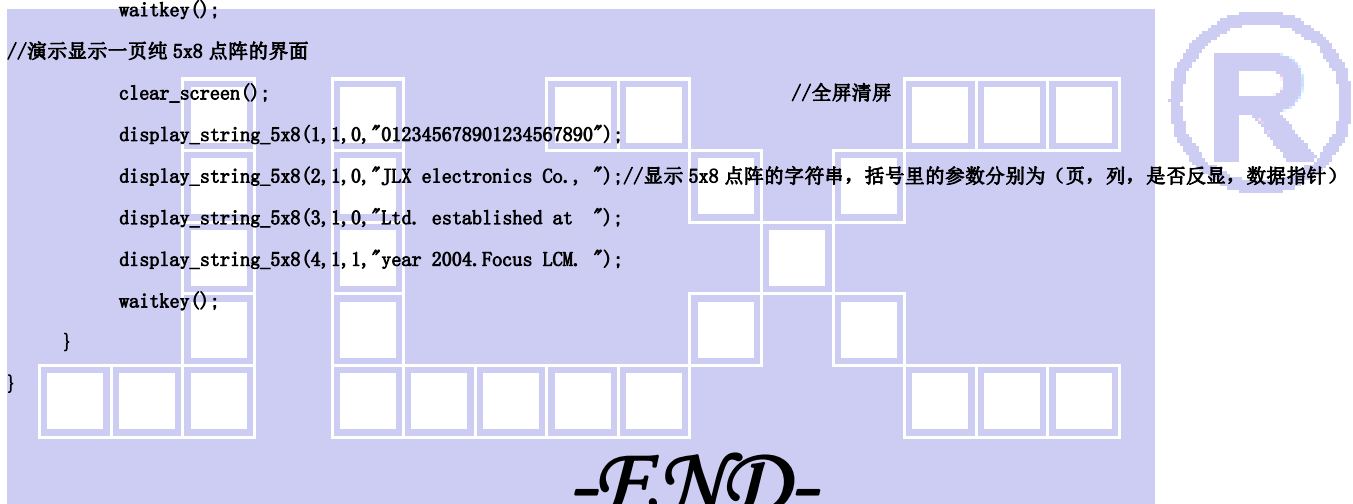 waitkey();
//演示显示一页纯 5x8 点阵的界面
clear_screen(); //全屏清屏
display_string_5x8(1,1,0,"012345678901234567890");
display_string_5x8(2,1,0,"JLX electronics Co., ");//显示 5x8 点阵的字符串，括号里的参数分别为（页，列，是否反显，数据指针）
display_string_5x8(3,1,0,"Ltd. established at  ");
display_string_5x8(4,1,1,"year 2004.Focus LCM. ");
waitkey();
}
}
-END-
®